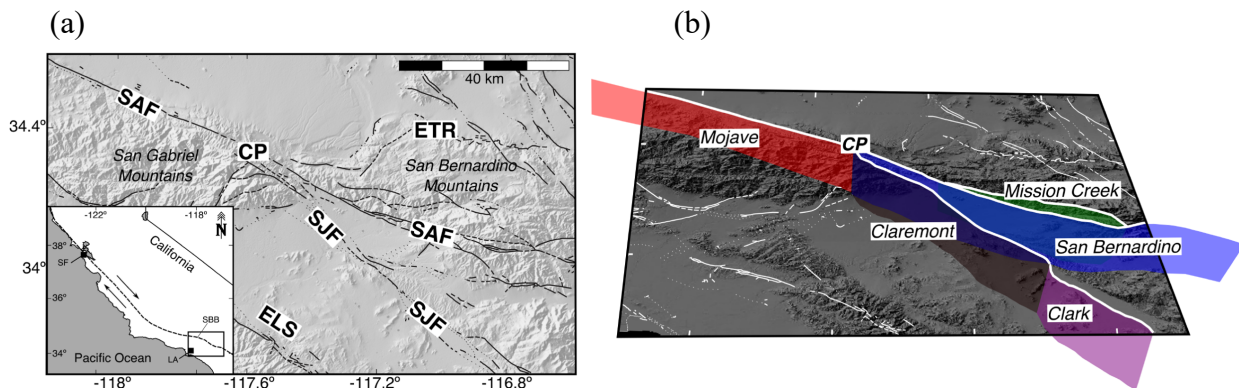 (a)
40 km
SAF
34.4°
ETR
CP
San Gabriel
Mountains
San Bernardino
Mountains
SJF
SAF
34°
ELS
SJF
-122°
-118°
N
California
38°
SF
36°
SBB
34°
LA
Pacific Ocean
-118°
-117.6°
-117.2°
-116.8°
(b)
Mojave
CP
Mission Creek
Claremont
San Bernardino
Clark